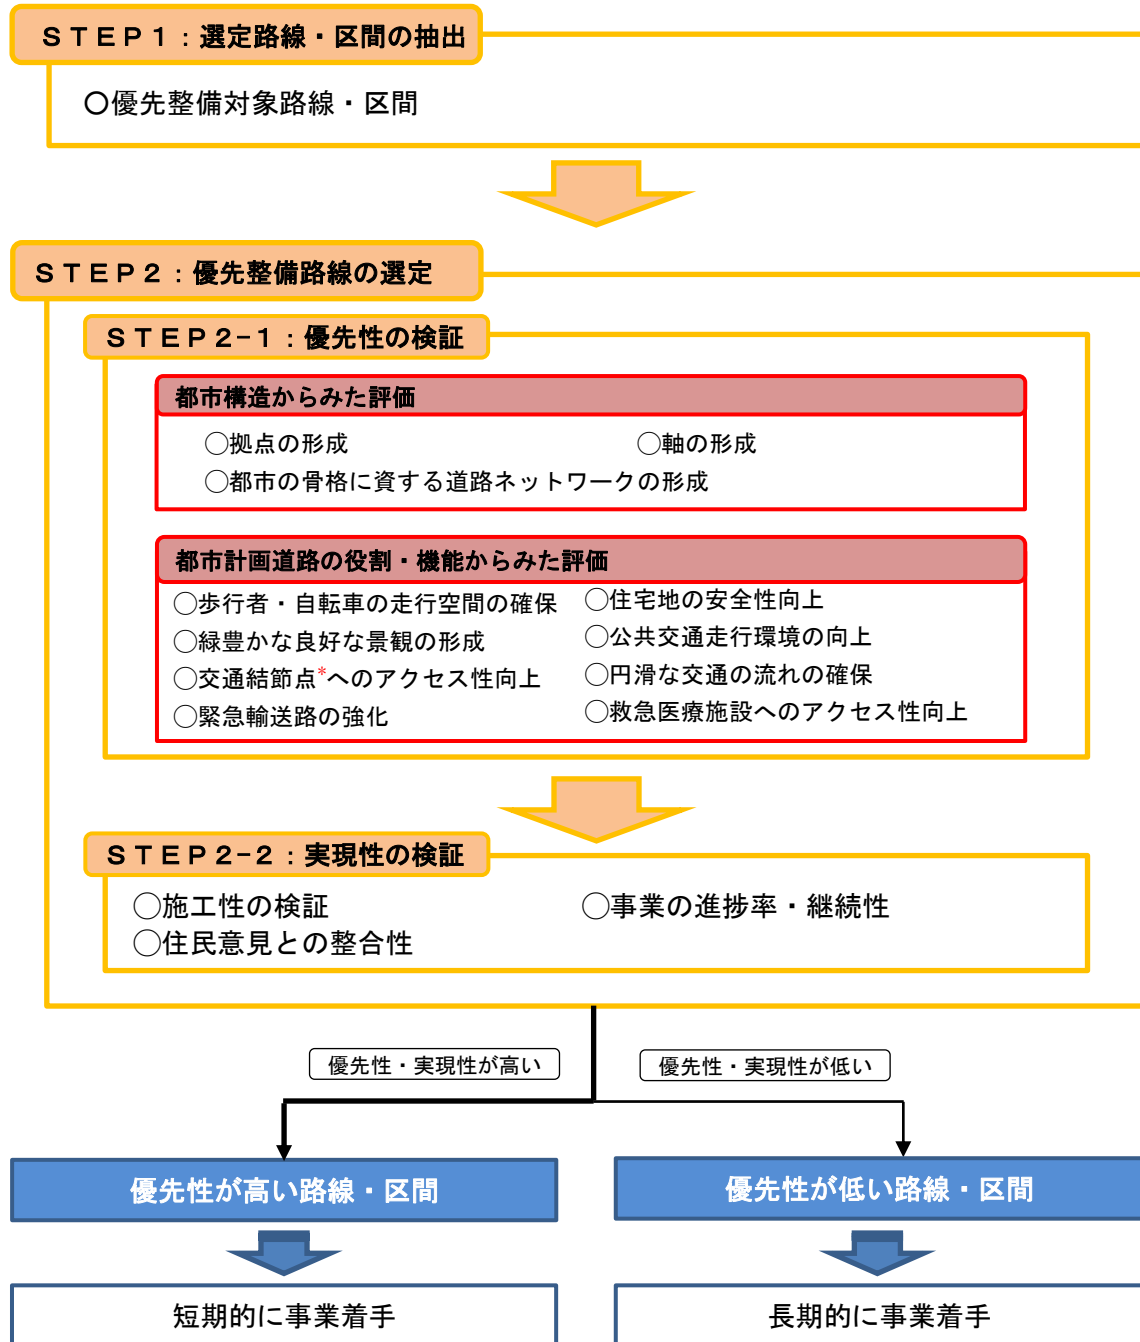 ＳＴＥＰ１：選定路線・区間の抽出
〇優先整備対象路線・区間
ＳＴＥＰ２：優先整備路線の選定
ＳＴＥＰ２−１：優先性の検証
都市構造からみた評価
◯拠点の形成 ◯軸の形成
◯都市の骨格に資する道路ネットワークの形成
都市計画道路の役割・機能からみた評価
◯歩行者・自転車の走行空間の確保 ◯住宅地の安全性向上
◯緑豊かな良好な景観の形成 ◯公共交通走行環境の向上
◯交通結節点*へのアクセス性向上 ◯円滑な交通の流れの確保
◯緊急輸送路の強化 ◯救急医療施設へのアクセス性向上
ＳＴＥＰ２−２：実現性の検証
◯施工性の検証 ◯事業の進捗率・継続性
◯住民意見との整合性
優先性・実現性が高い 優先性・実現性が低い
優先性が高い路線・区間 優先性が低い路線・区間
短期的に事業着手 長期的に事業着手